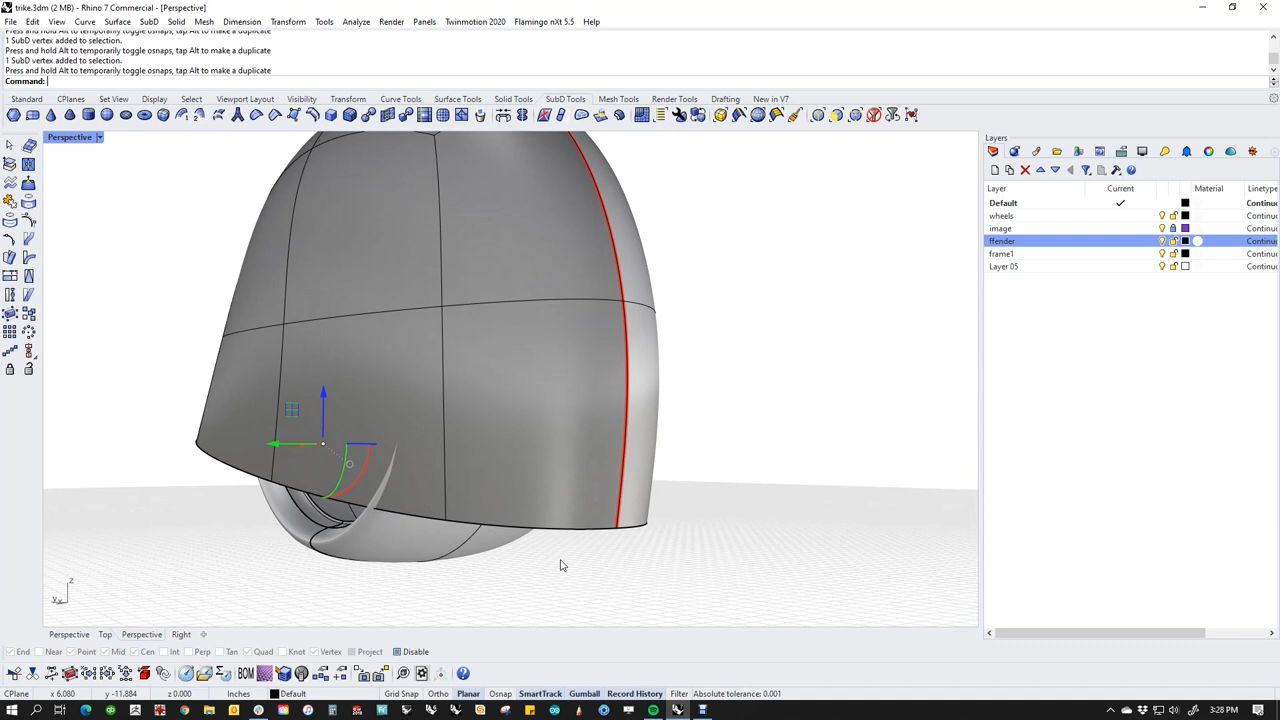 trike.3dm (2 MB) - Rhino 7 Commercial - [Perspective]
File Edit View Curve Surface SubD Solid Mesh Dimension Transform Tools Analyze Render Panels Twinmotion 2020 Flamingo nXt 5.5 Help
Press and hold Alt to temporarily toggle osnaps, tap Alt to make a duplicate
1 SubD vertex added to selection.
Press and hold Alt to temporarily toggle osnaps, tap Alt to make a duplicate
1 SubD vertex added to selection.
Press and hold Alt to temporarily toggle osnaps, tap Alt to make a duplicate
Command:
Standard CPlanes Set View Display Select Viewport Layout Visibility Transform Curve Tools Surface Tools Solid Tools SubD Tools Mesh Tools Render Tools Drafting New in V7
Perspective
Layers
Layer Current Material Linetype
Default Continuo
wheels Continuo
image Continuo
ffender Continuo
frame1 Continuo
Layer 05 Continuo
z
y x
Perspective Top Perspective Right
End Near Point Mid Cen Int Perp Tan Quad Knot Vertex Project Disable
BOM
CPlane x 6.080 y -11.884 z 0.000 Inches Default Grid Snap Ortho Planar Osnap SmartTrack Gumball Record History Filter Absolute tolerance: 0.001
3:28 PM